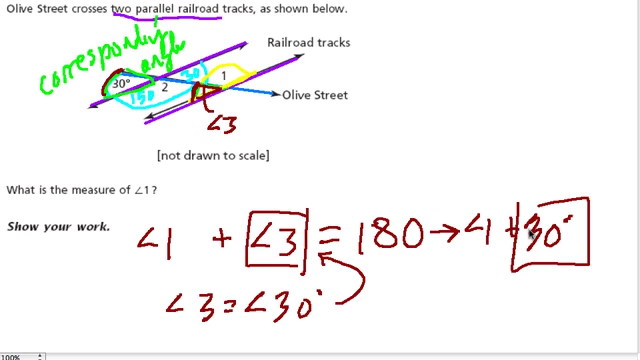 Olive Street crosses two parallel railroad tracks, as shown below.
corresponding
angles
Railroad tracks
30°
2
30
1
150
Olive Street
∠3
[not drawn to scale]
What is the measure of ∠1?
Show your work.
∠1 + ∠3 = 180 → ∠1 + 30°
∠3 = ∠30°
100%